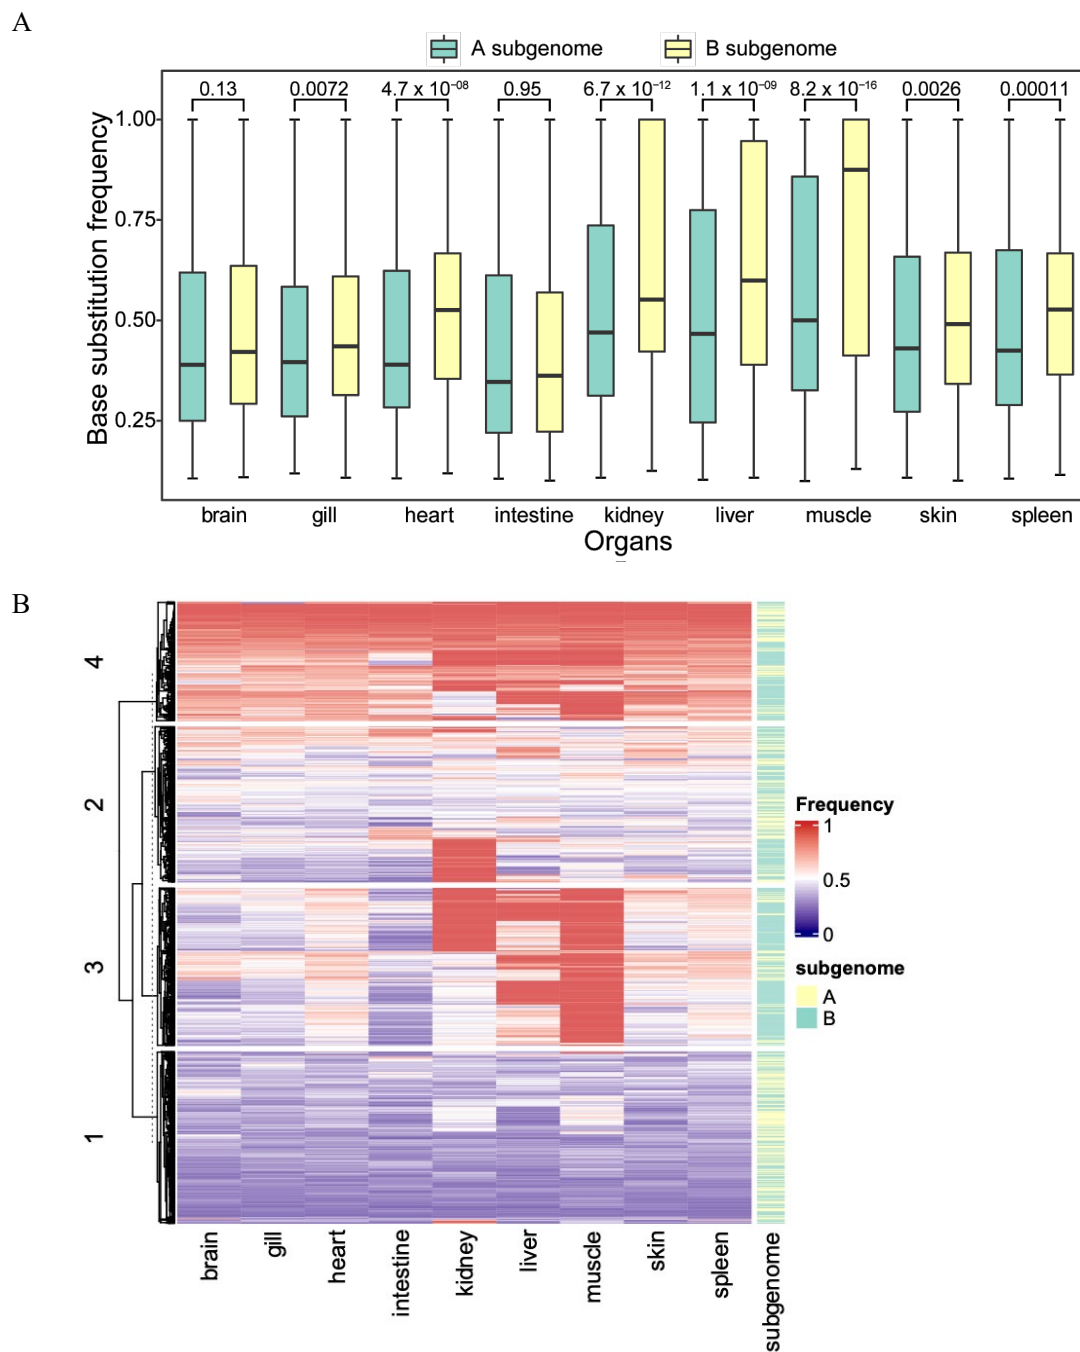 A
A subgenome B subgenome
0.13 0.0072 4.7 x 10⁻⁰⁸ 0.95 6.7 x 10⁻¹² 1.1 x 10⁻⁰⁹ 8.2 x 10⁻¹⁶ 0.0026 0.00011
Base substitution frequency
1.00
0.75
0.50
0.25
brain gill heart intestine kidney liver muscle skin spleen
Organs
B
4
2
3
1
Frequency
1
0.5
0
subgenome
A
B
brain gill heart intestine kidney liver muscle skin spleen subgenome